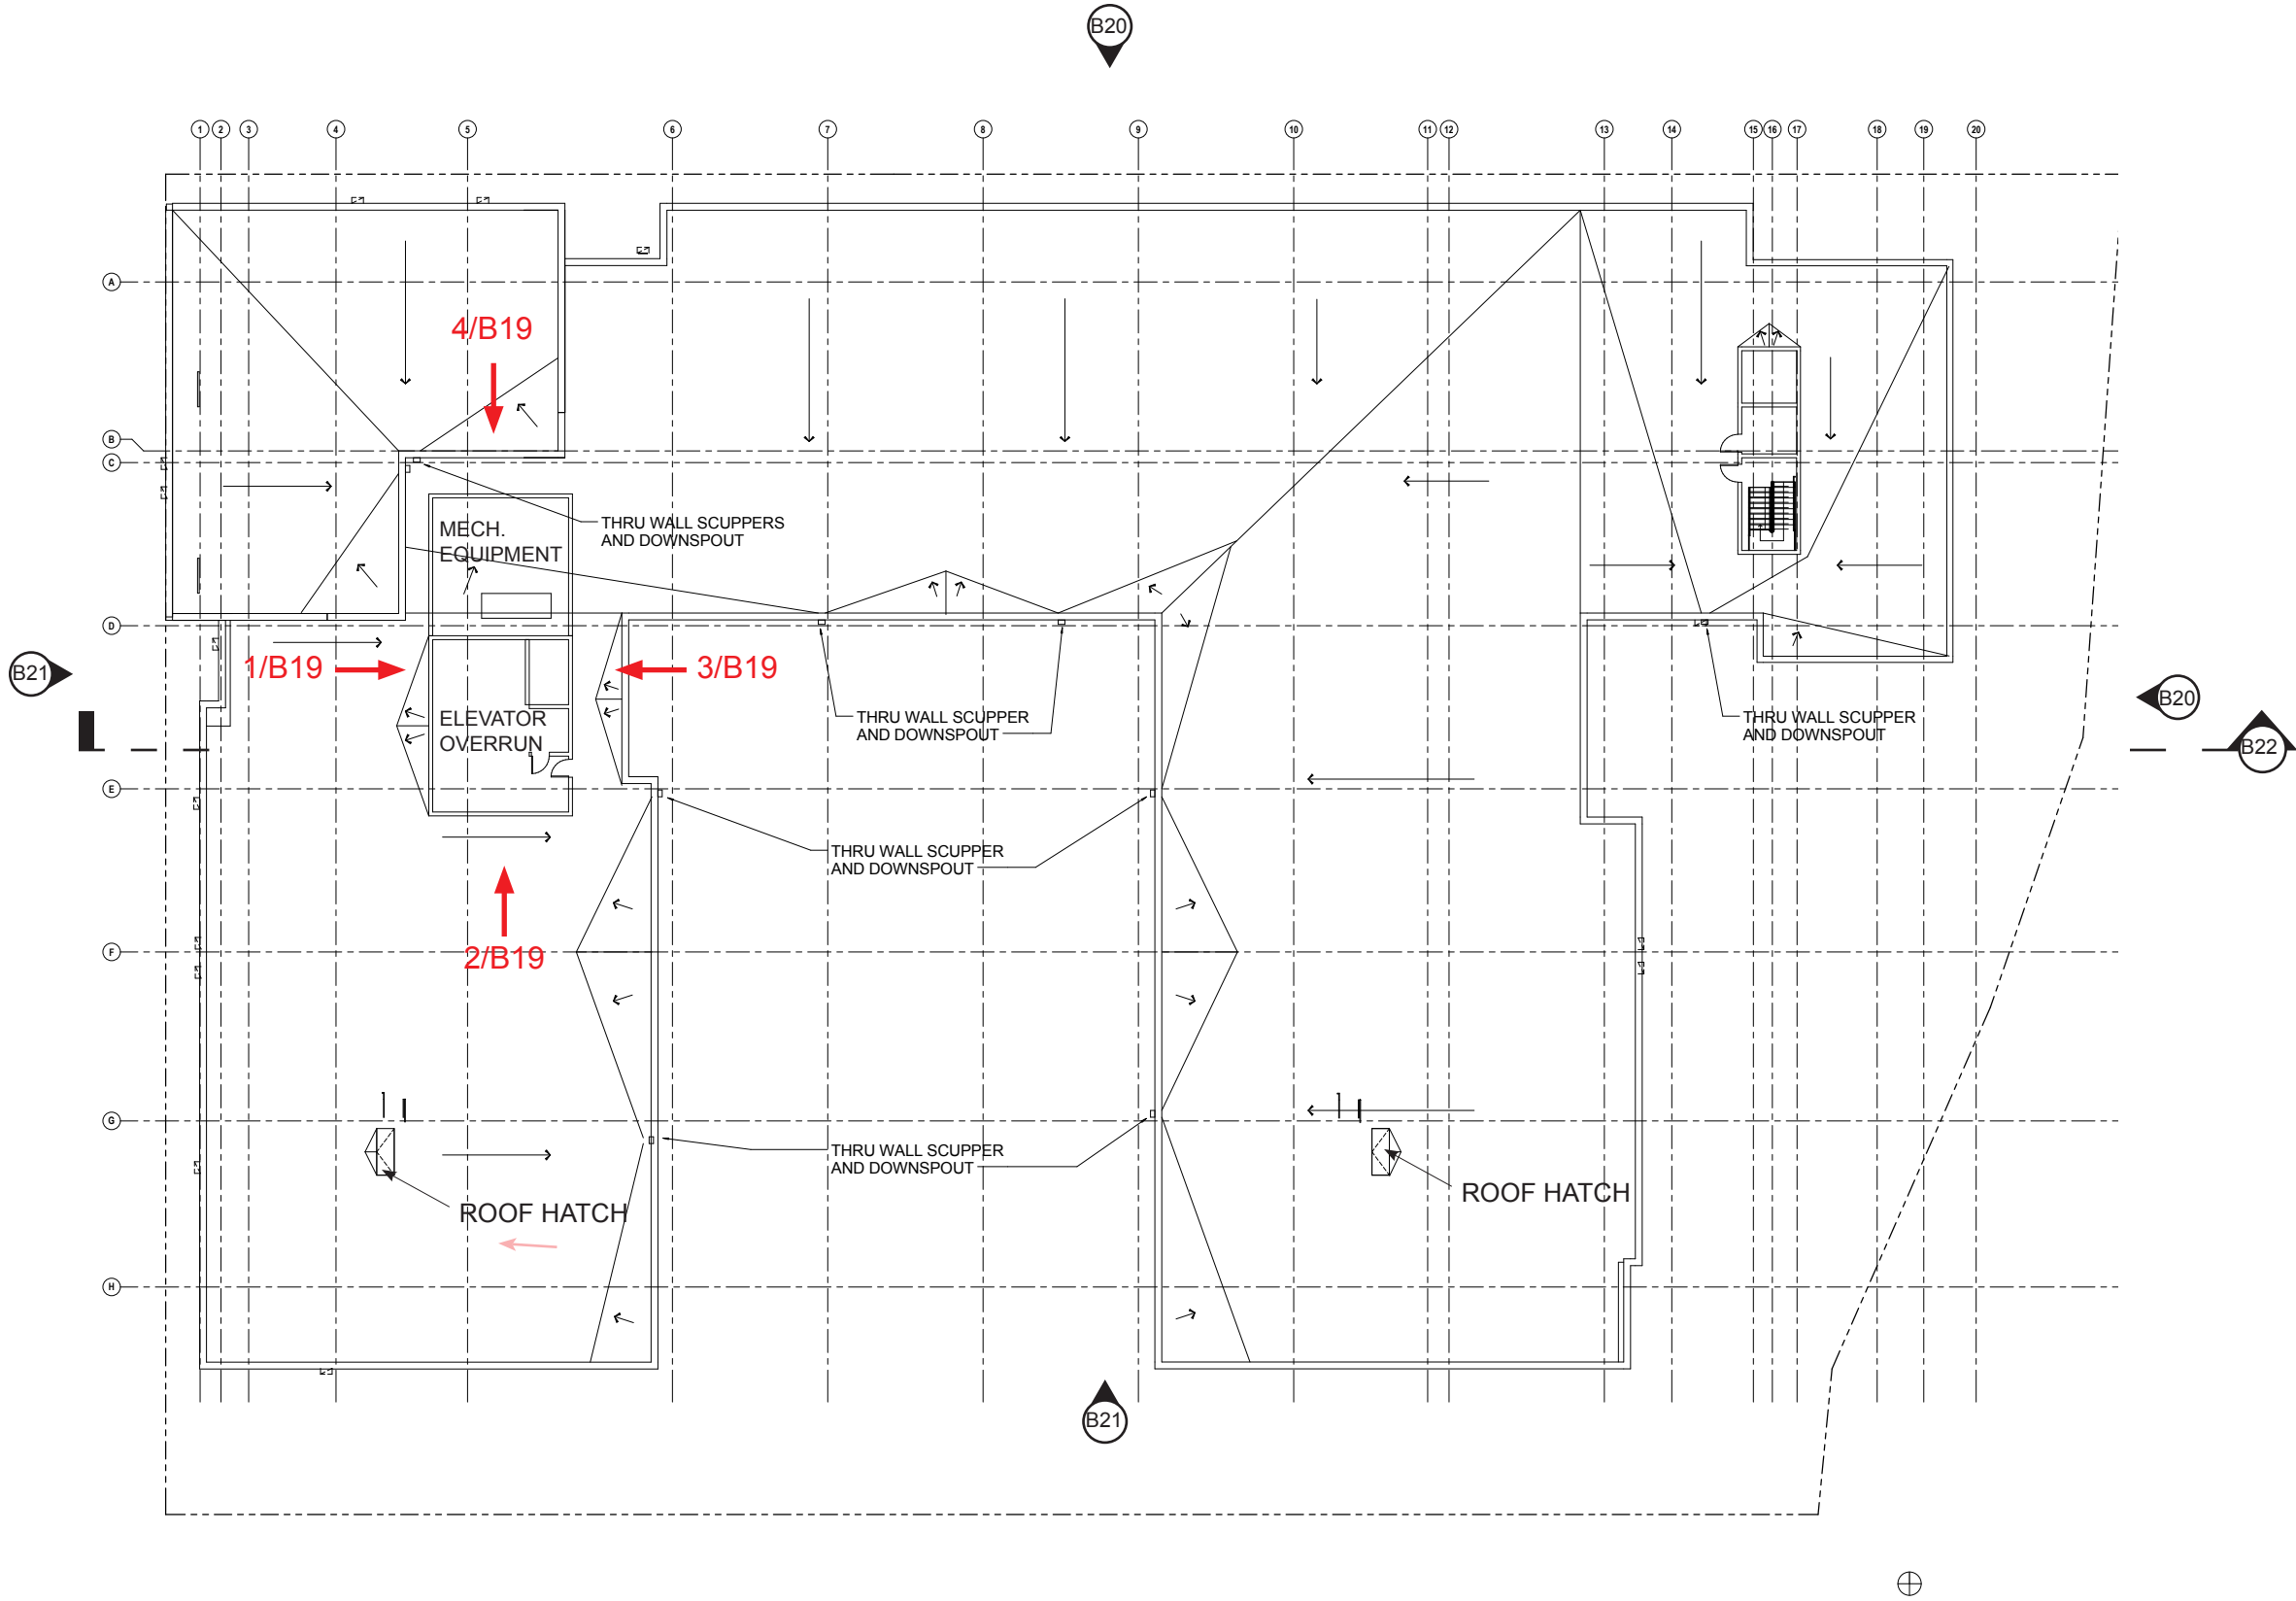 B20
1 2 3 4 5 6 7 8 9 10 11 12 13 14 15 16 17 18 19 20
A
4/B19
B
C
MECH.
EQUIPMENT
THRU WALL SCUPPERS
AND DOWNSPOUT
D
B21
1/B19
3/B19
B20
ELEVATOR
OVERRUN
THRU WALL SCUPPER
AND DOWNSPOUT
THRU WALL SCUPPER
AND DOWNSPOUT
B22
E
THRU WALL SCUPPER
AND DOWNSPOUT
2/B19
F
G
THRU WALL SCUPPER
AND DOWNSPOUT
ROOF HATCH
ROOF HATCH
H
B21